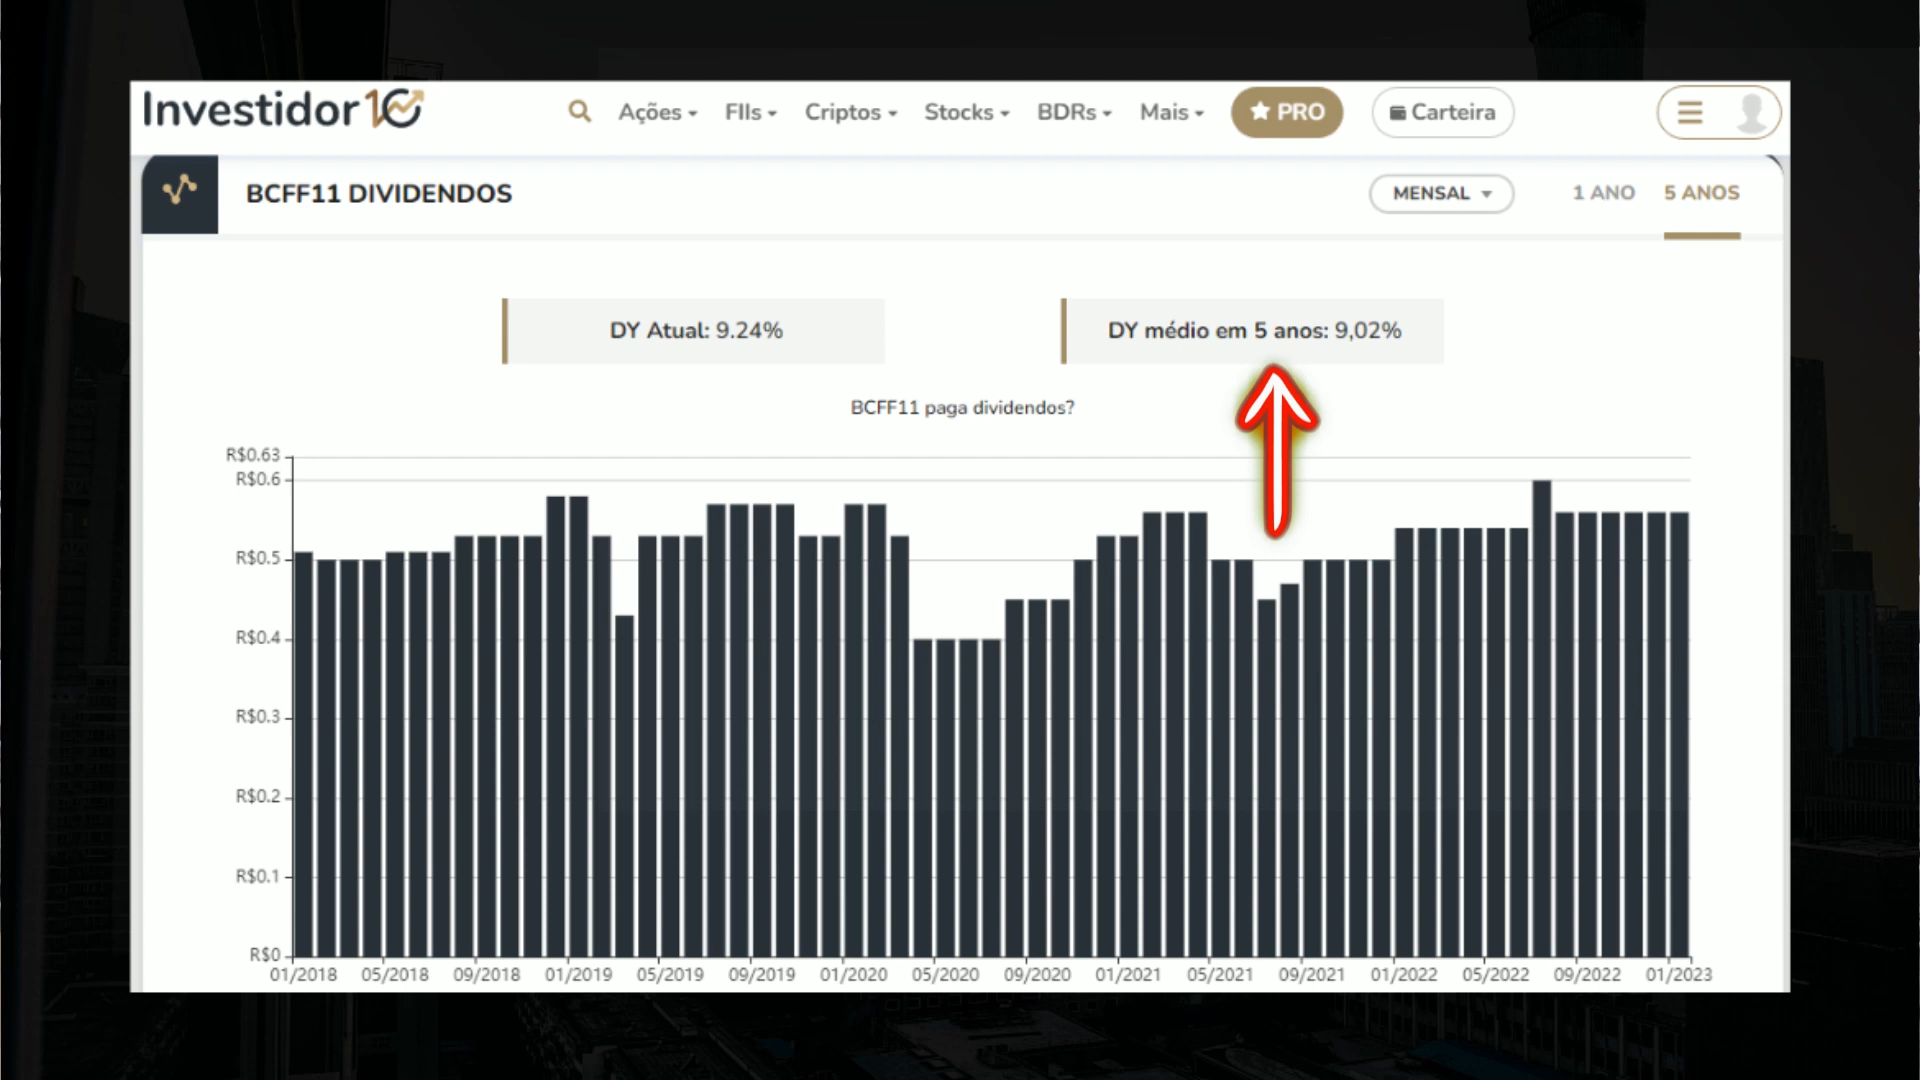 Investidor10
Ações FIIs Criptos Stocks BDRs Mais PRO Carteira
BCFF11 DIVIDENDOS
MENSAL 1 ANO 5 ANOS
DY Atual: 9.24% DY médio em 5 anos: 9,02%
BCFF11 paga dividendos?
R$0.63
R$0.6
R$0.5
R$0.4
R$0.3
R$0.2
R$0.1
R$0
01/2018 05/2018 09/2018 01/2019 05/2019 09/2019 01/2020 05/2020 09/2020 01/2021 05/2021 09/2021 01/2022 05/2022 09/2022 01/2023